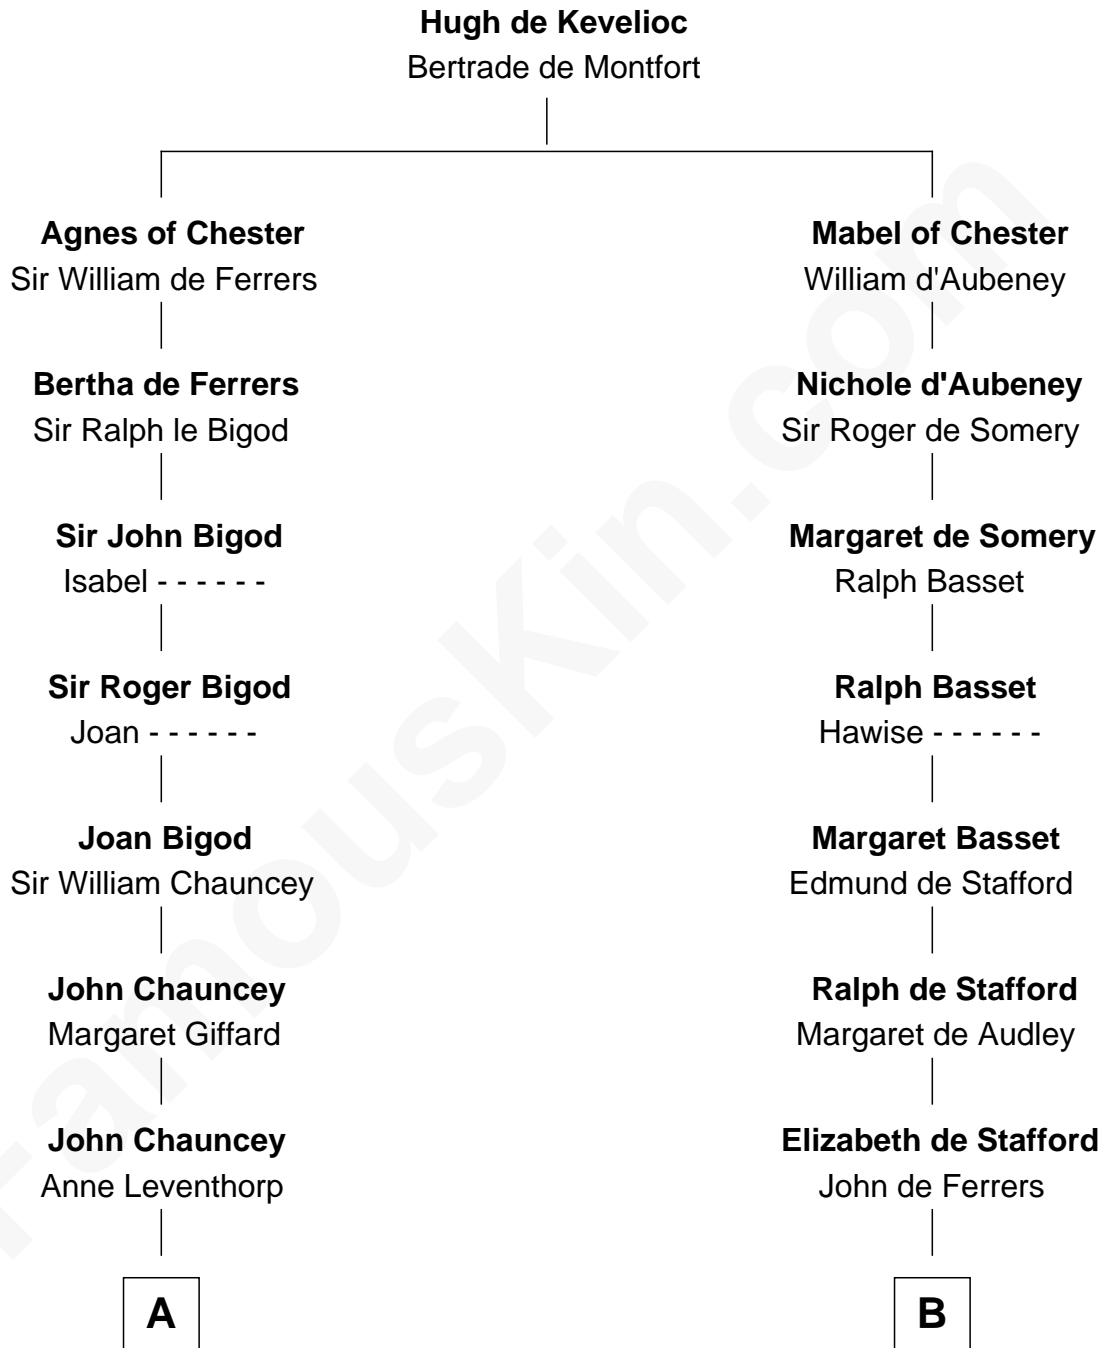 Hugh de Kevelioc
Bertrade de Montfort
Agnes of Chester
Sir William de Ferrers
Mabel of Chester
William d'Aubeney
Bertha de Ferrers
Sir Ralph le Bigod
Nichole d'Aubeney
Sir Roger de Somery
Sir John Bigod
Isabel - - - - - -
Margaret de Somery
Ralph Basset
Sir Roger Bigod
Joan - - - - - -
Ralph Basset
Hawise - - - - - -
Joan Bigod
Sir William Chauncey
Margaret Basset
Edmund de Stafford
John Chauncey
Margaret Giffard
Ralph de Stafford
Margaret de Audley
John Chauncey
Anne Leventhorp
Elizabeth de Stafford
John de Ferrers
A
B
FamousKin.com